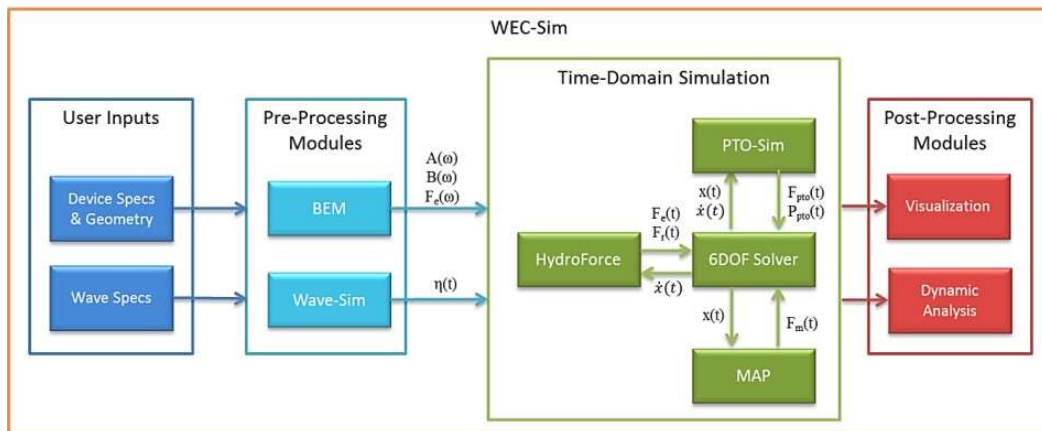 WEC-Sim
User Inputs
Device Specs
& Geometry
Wave Specs
Pre-Processing
Modules
BEM
Wave-Sim
A(ω)
B(ω)
Fₑ(ω)
η(t)
Time-Domain Simulation
PTO-Sim
x(t)
ẋ(t)
Fₚₜₒ(t)
Pₚₜₒ(t)
Fₑ(t)
Fᵣ(t)
HydroForce
6DOF Solver
ẋ(t)
x(t)
Fₘ(t)
MAP
Post-Processing
Modules
Visualization
Dynamic
Analysis